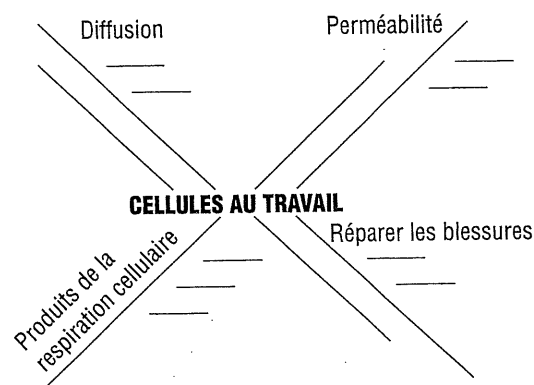 Diffusion
Perméabilité
CELLULES AU TRAVAIL
Réparer les blessures
Produits de la
respiration cellulaire